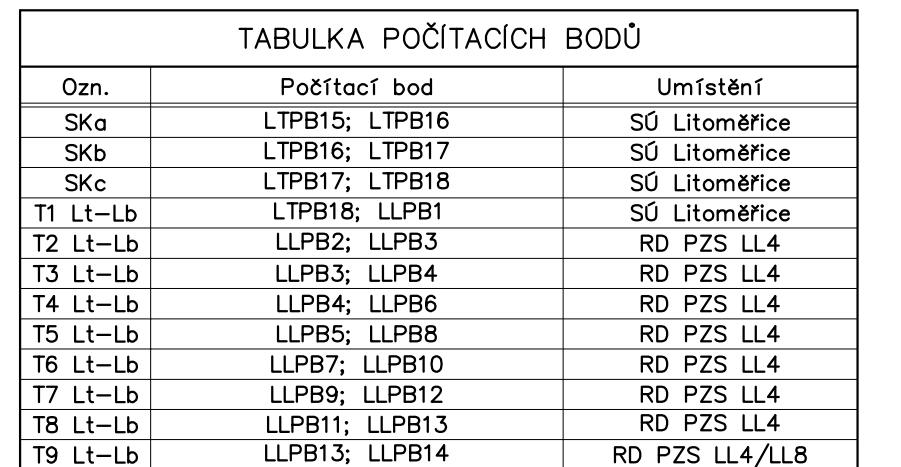 TABULKA POČÍTACÍCH BODŮ
Ozn. Počítací bod Umístění
SKa LTPB15; LTPB16 SÚ Litoměřice
SKb LTPB16; LTPB17 SÚ Litoměřice
SKc LTPB17; LTPB18 SÚ Litoměřice
T1 Lt-Lb LTPB18; LLPB1 SÚ Litoměřice
T2 Lt-Lb LLPB2; LLPB3 RD PZS LL4
T3 Lt-Lb LLPB3; LLPB4 RD PZS LL4
T4 Lt-Lb LLPB4; LLPB6 RD PZS LL4
T5 Lt-Lb LLPB5; LLPB8 RD PZS LL4
T6 Lt-Lb LLPB7; LLPB10 RD PZS LL4
T7 Lt-Lb LLPB9; LLPB12 RD PZS LL4
T8 Lt-Lb LLPB11; LLPB13 RD PZS LL4
T9 Lt-Lb LLPB13; LLPB14 RD PZS LL4/LL8